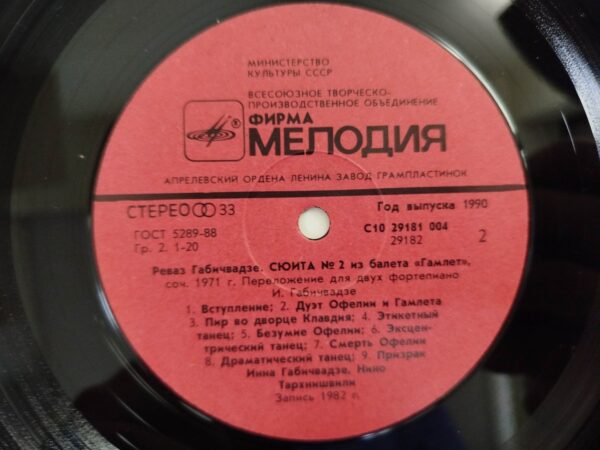 МИНИСТЕРСТВО
КУЛЬТУРЫ СССР
ВСЕСОЮЗНОЕ ТВОРЧЕСКО-
ПРОИЗВОДСТВЕННОЕ ОБЪЕДИНЕНИЕ
ФИРМА
МЕЛОДИЯ
®
АПРЕЛЕВСКИЙ ОРДЕНА ЛЕНИНА ЗАВОД ГРАМПЛАСТИНОК
СТЕРЕО 33
Год выпуска 1990
ГОСТ 5289-88
С10 29181 004
Гр. 2. 1-20
29182
2
Реваз Габичвадзе. СЮИТА № 2 из балета «Гамлет»,
соч. 1971 г. Переложение для двух фортепиано
И. Габичвадзе
1. Вступление; 2. Дуэт Офелии и Гамлета
3. Пир во дворце Клавдия; 4. Этикетный
танец; 5. Безумие Офелии; 6. Эксцен-
трический танец; 7. Смерть Офелии
8. Драматический танец; 9. Призрак
Инна Габичвадзе, Нино
Тархнишвили
Запись 1982 г.